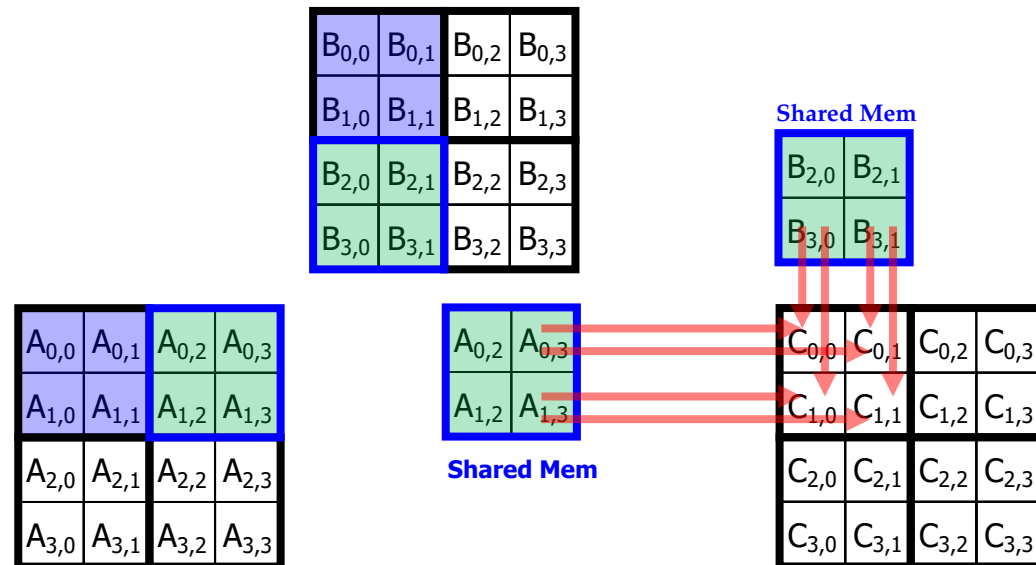 B0,0 B0,1 B0,2 B0,3
B1,0 B1,1 B1,2 B1,3
B2,0 B2,1 B2,2 B2,3
B3,0 B3,1 B3,2 B3,3
Shared Mem
B2,0 B2,1
B3,0 B3,1
A0,0 A0,1 A0,2 A0,3
A1,0 A1,1 A1,2 A1,3
A2,0 A2,1 A2,2 A2,3
A3,0 A3,1 A3,2 A3,3
A0,2 A0,3
A1,2 A1,3
Shared Mem
C0,0 C0,1 C0,2 C0,3
C1,0 C1,1 C1,2 C1,3
C2,0 C2,1 C2,2 C2,3
C3,0 C3,1 C3,2 C3,3